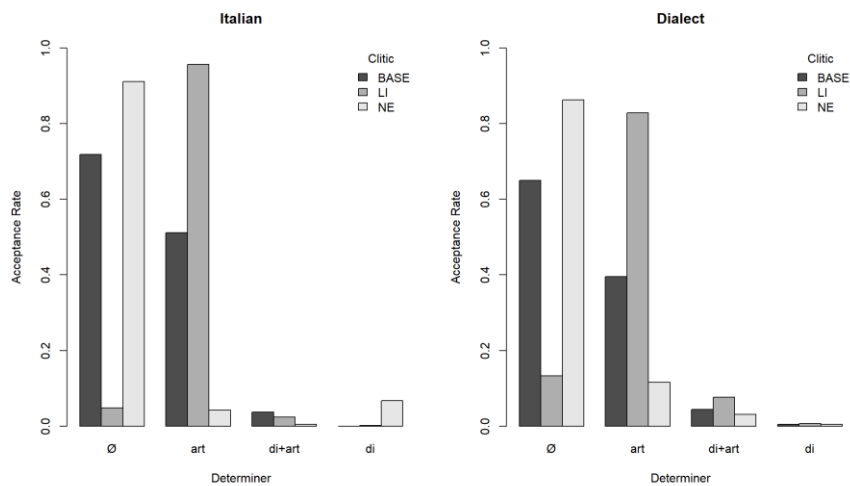 Italian
Acceptance Rate
1.0
0.8
0.6
0.4
0.2
0.0
Clitic
BASE
LI
NE
Ø art di+art di
Determiner
Dialect
Acceptance Rate
1.0
0.8
0.6
0.4
0.2
0.0
Clitic
BASE
LI
NE
Ø art di+art di
Determiner